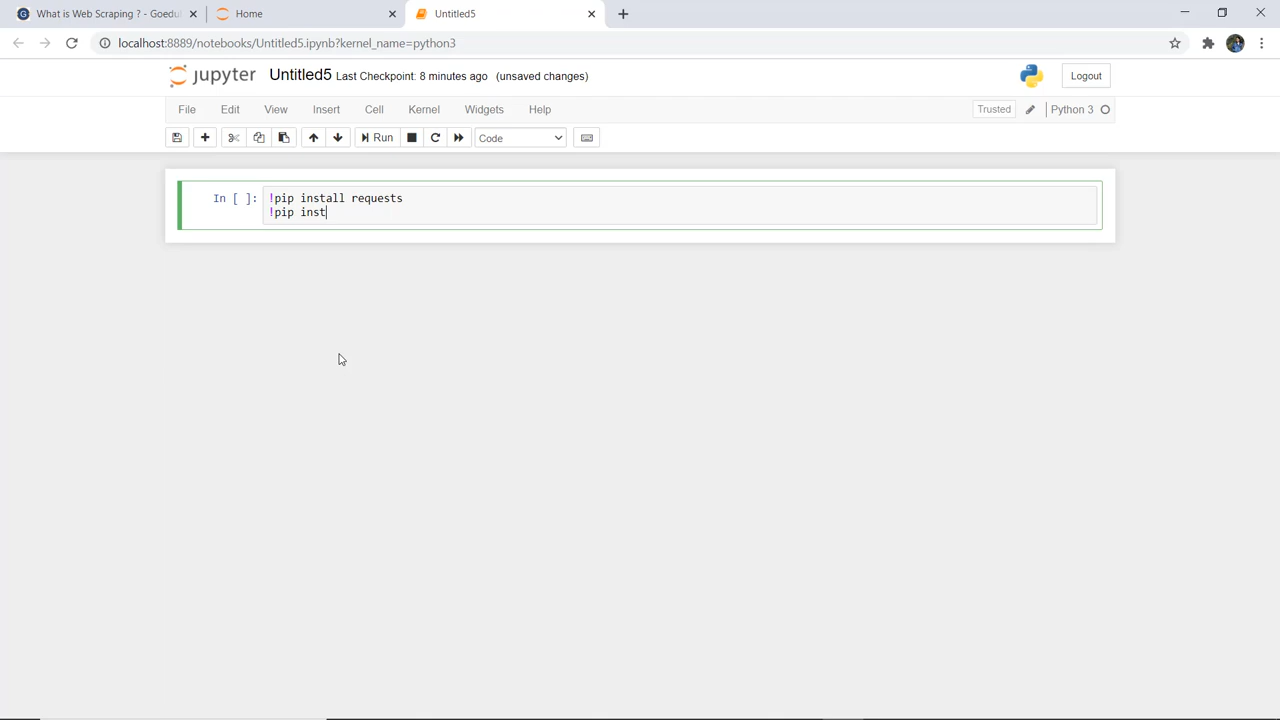 What is Web Scraping ? - Goedu
Home
Untitled5
localhost:8889/notebooks/Untitled5.ipynb?kernel_name=python3
jupyter Untitled5 Last Checkpoint: 8 minutes ago (unsaved changes)
Logout
File Edit View Insert Cell Kernel Widgets Help
Trusted Python 3
Run Code
In [ ]: !pip install requests
!pip inst